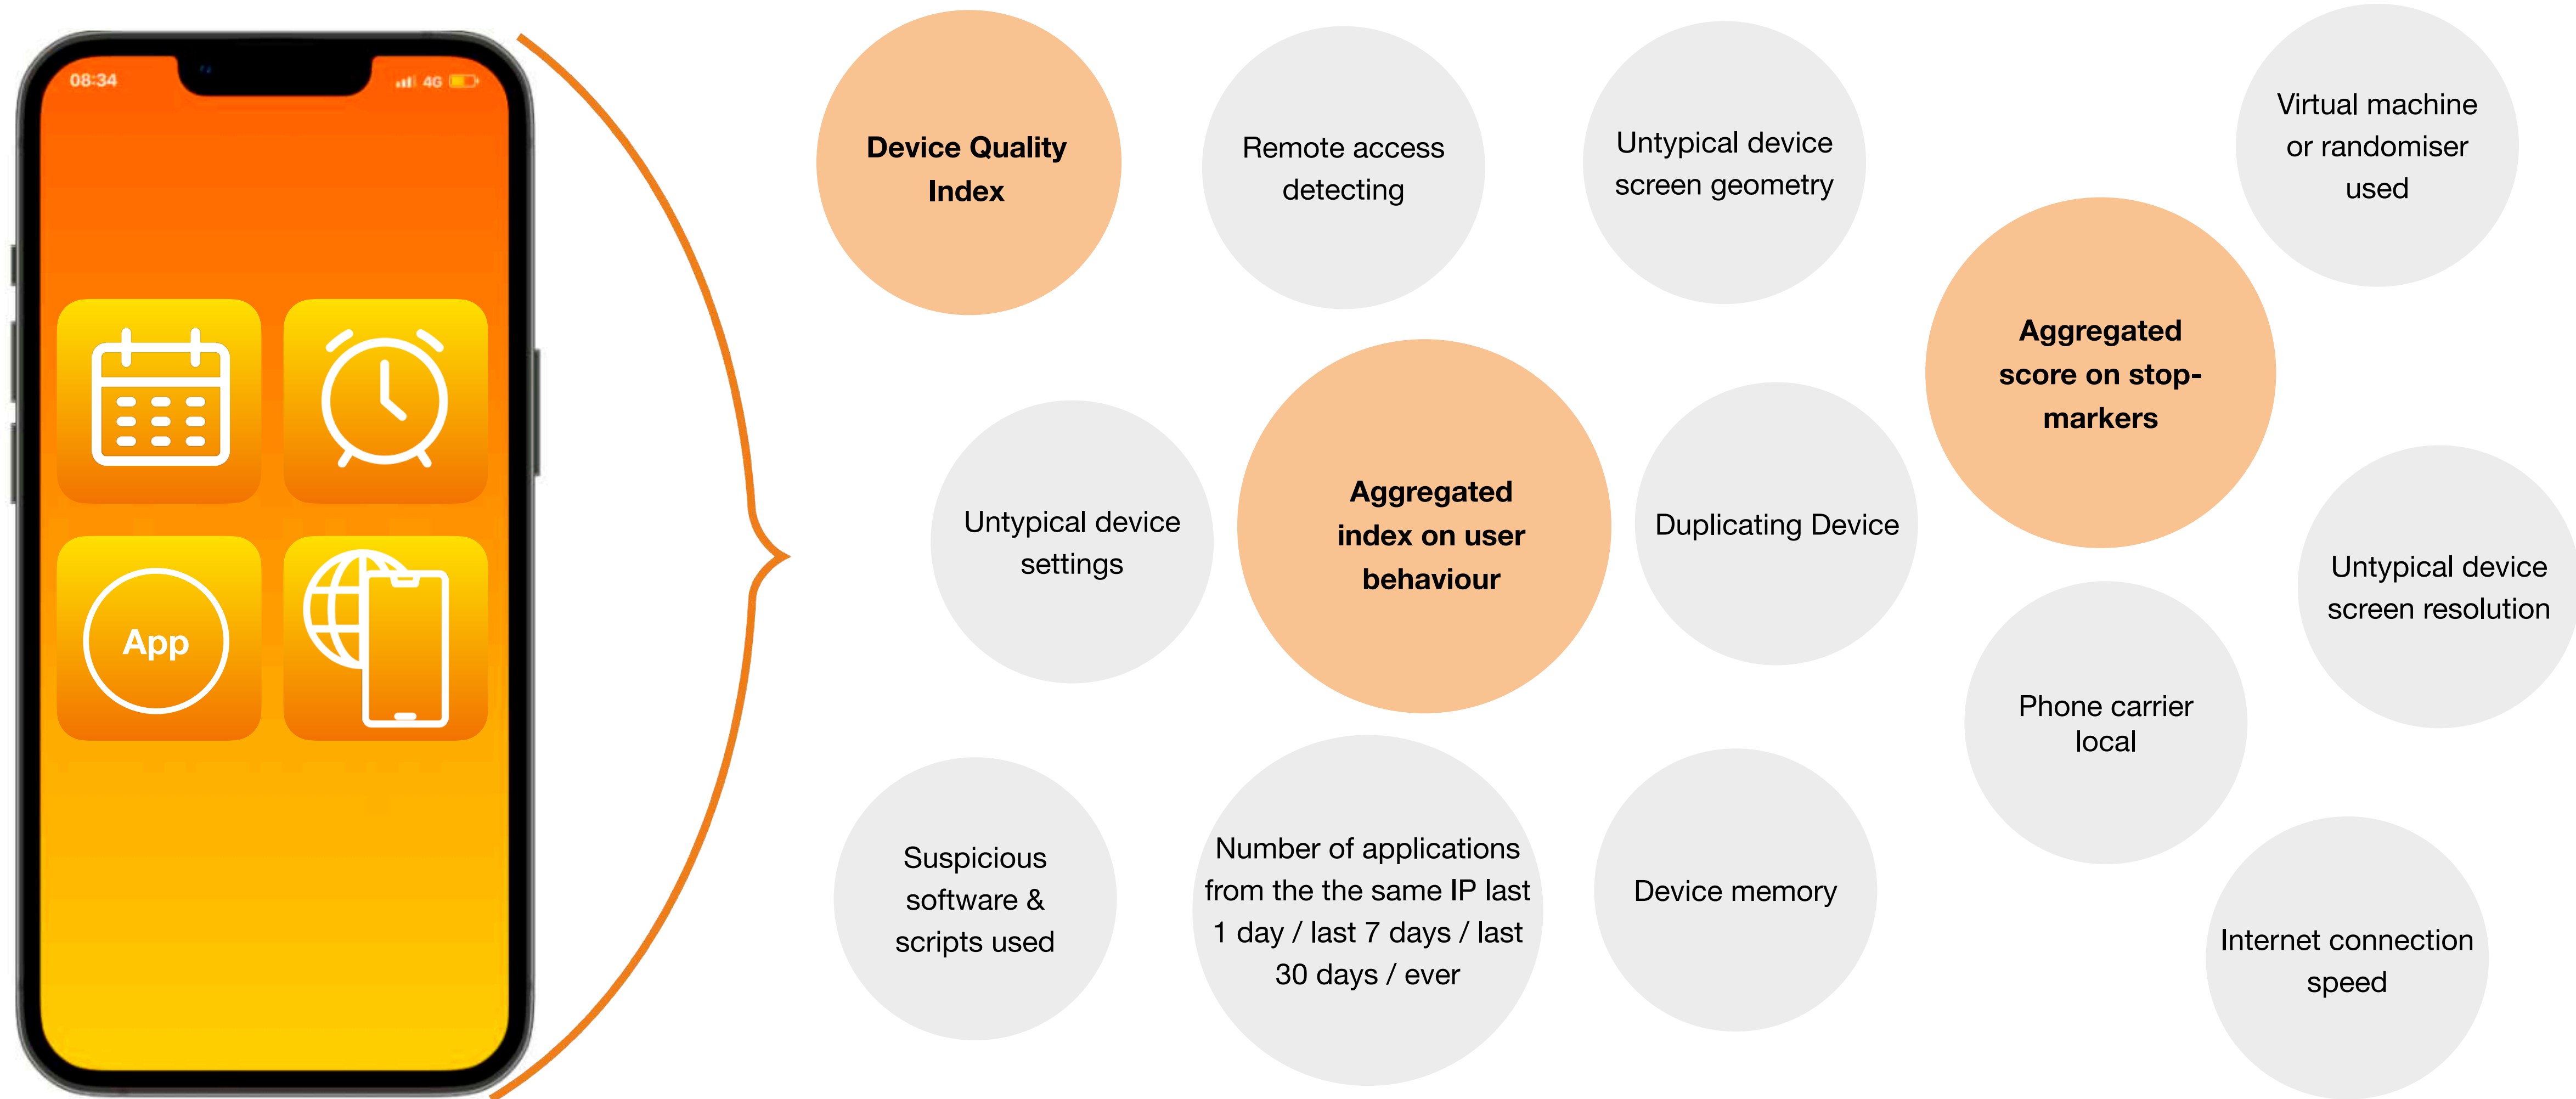 08:34
4G
App
Device Quality
Index
Remote access
detecting
Untypical device
screen geometry
Virtual machine
or randomiser
used
Aggregated
score on stop-
markers
Untypical device
settings
Aggregated
index on user
behaviour
Duplicating Device
Untypical device
screen resolution
Phone carrier
local
Suspicious
software &
scripts used
Number of applications
from the the same IP last
1 day / last 7 days / last
30 days / ever
Device memory
Internet connection
speed